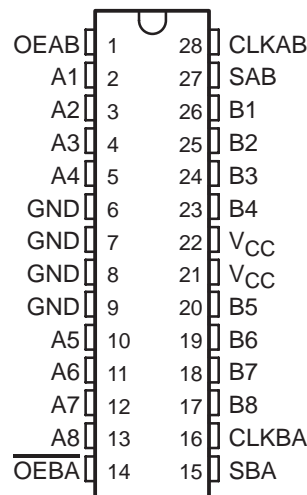 OEAB 1 28 CLKAB
A1 2 27 SAB
A2 3 26 B1
A3 4 25 B2
A4 5 24 B3
GND 6 23 B4
GND 7 22 VCC
GND 8 21 VCC
GND 9 20 B5
A5 10 19 B6
A6 11 18 B7
A7 12 17 B8
A8 13 16 CLKBA
OEBA 14 15 SBA